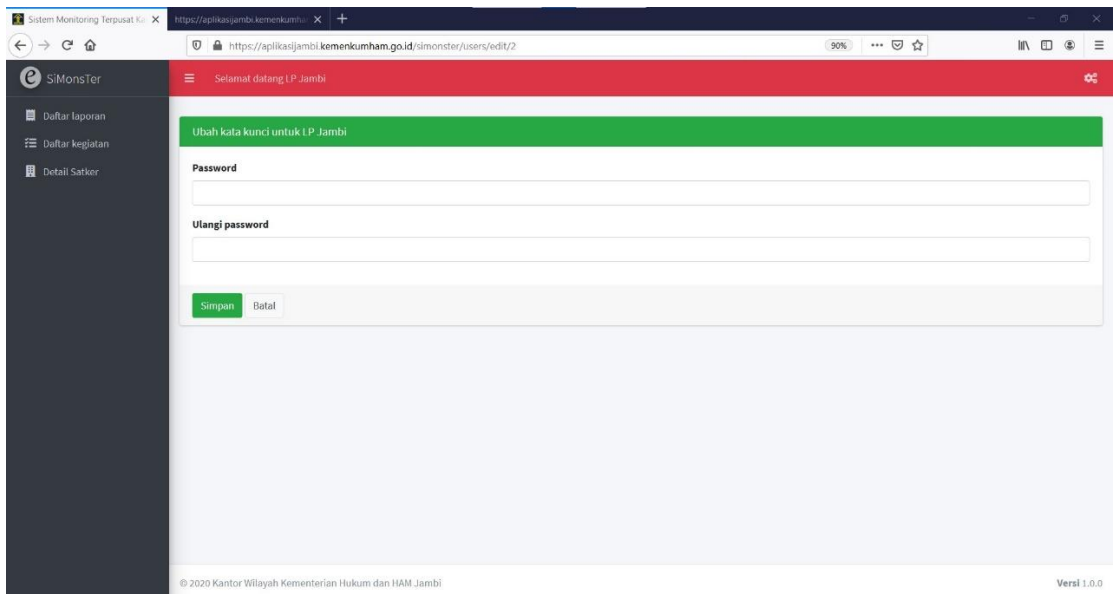 Sistem Monitoring Terpusat Ka
https://aplikasijambi.kemenkumha
https://aplikasijambi.kemenkumham.go.id/simonster/users/edit/2
90%
SiMonsTer
Selamat datang LP Jambi
Daftar laporan
Daftar kegiatan
Detail Satker
Ubah kata kunci untuk LP Jambi
Password
Ulangi password
Simpan Batal
© 2020 Kantor Wilayah Kementerian Hukum dan HAM Jambi
Versi 1.0.0